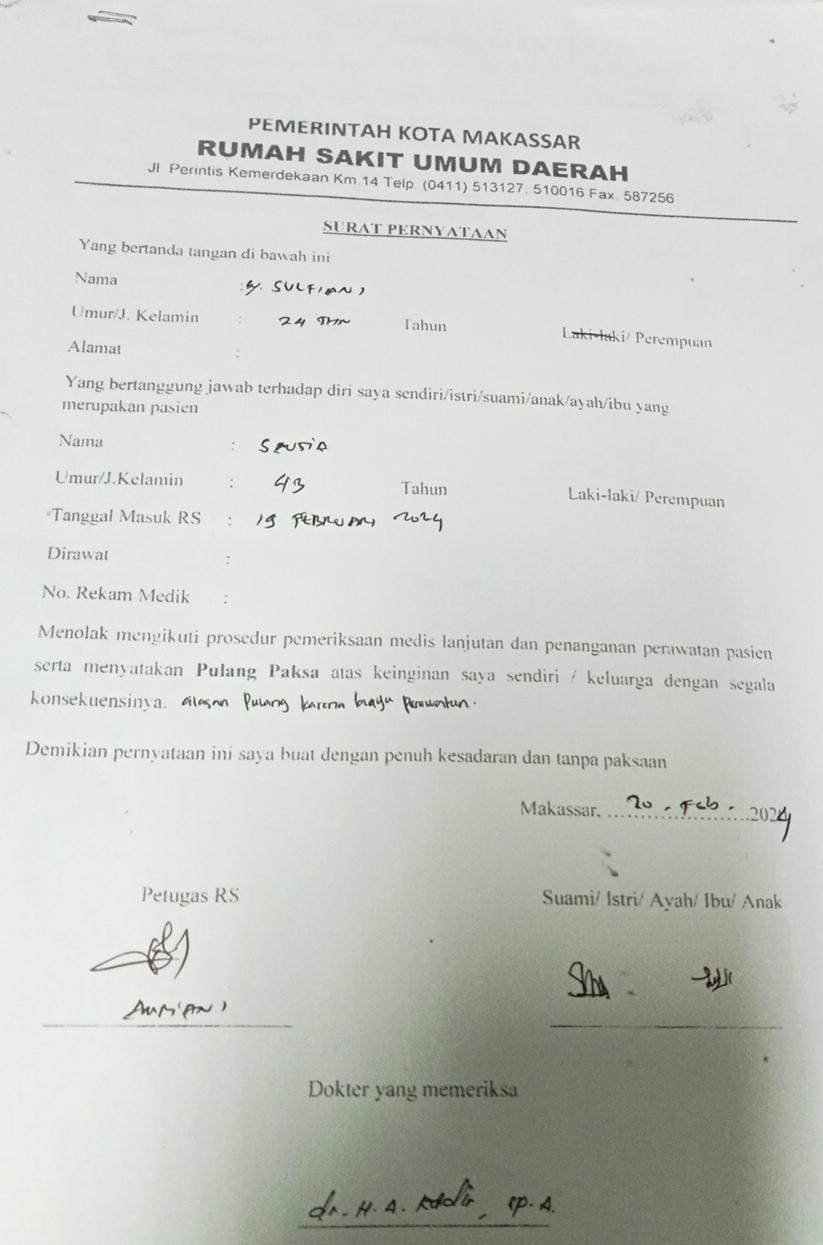 PEMERINTAH KOTA MAKASSAR
RUMAH SAKIT UMUM DAERAH
Jl. Perintis Kemerdekaan Km.14 Telp. (0411) 513127. 510016 Fax. 587256
SURAT PERNYATAAN
Yang bertanda tangan di bawah ini
Nama : SULFIANI
Umur/J. Kelamin : 24 THN Tahun Laki-laki/ Perempuan
Alamat :
Yang bertanggung jawab terhadap diri saya sendiri/istri/suami/anak/ayah/ibu yang
merupakan pasien
Nama :
Umur/J.Kelamin : 43 Tahun Laki-laki/ Perempuan
Tanggal Masuk RS : 19 FEBRUARI 2024
Dirawat :
No. Rekam Medik :
Menolak mengikuti prosedur pemeriksaan medis lanjutan dan penanganan perawatan pasien
serta menyatakan Pulang Paksa atas keinginan saya sendiri / keluarga dengan segala
konsekuensinya. alasan Pulang karena biaya perawatan.
Demikian pernyataan ini saya buat dengan penuh kesadaran dan tanpa paksaan
Makassar, 20 - Feb - 2024
Petugas RS Suami/ Istri/ Ayah/ Ibu/ Anak
Dokter yang memeriksa
dr. H. A. Kadir, Sp. A.